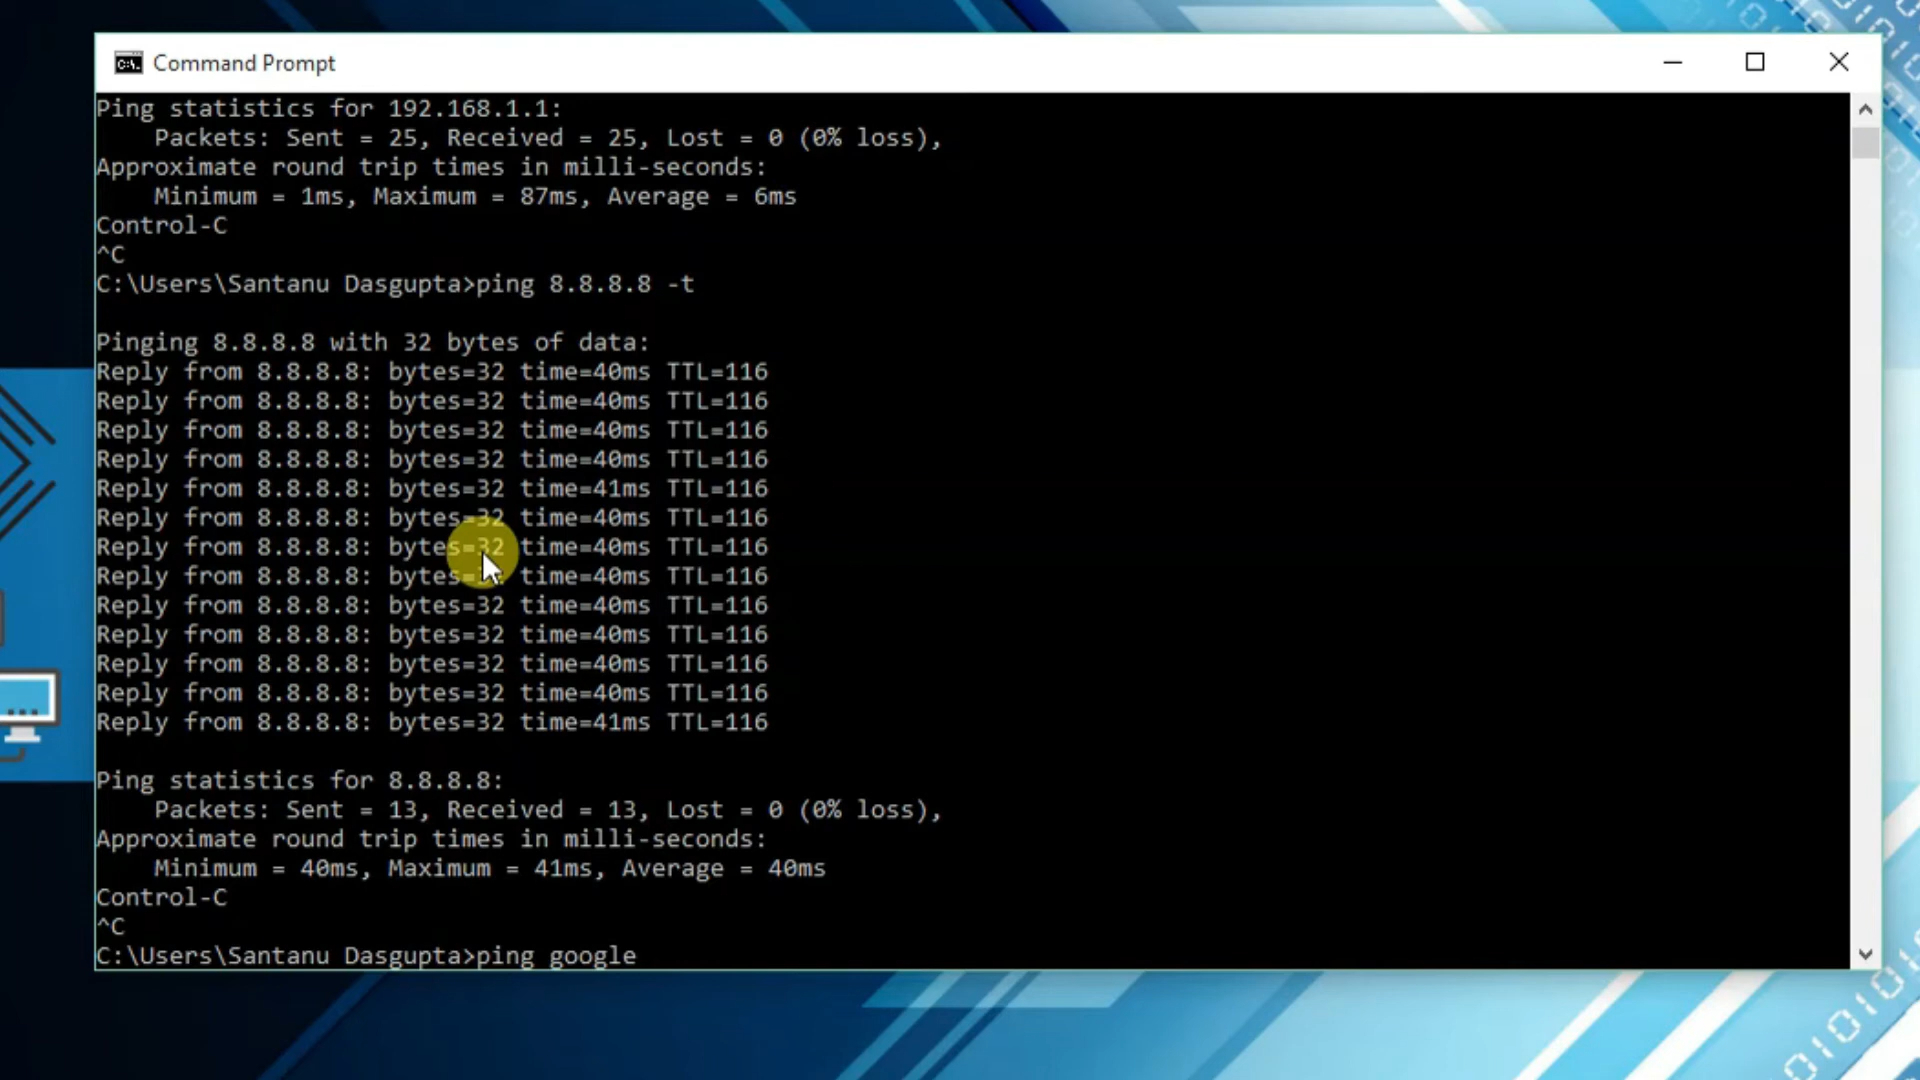 Command Prompt
Ping statistics for 192.168.1.1:
    Packets: Sent = 25, Received = 25, Lost = 0 (0% loss),
Approximate round trip times in milli-seconds:
    Minimum = 1ms, Maximum = 87ms, Average = 6ms
Control-C
^C
C:\Users\Santanu Dasgupta>ping 8.8.8.8 -t

Pinging 8.8.8.8 with 32 bytes of data:
Reply from 8.8.8.8: bytes=32 time=40ms TTL=116
Reply from 8.8.8.8: bytes=32 time=40ms TTL=116
Reply from 8.8.8.8: bytes=32 time=40ms TTL=116
Reply from 8.8.8.8: bytes=32 time=40ms TTL=116
Reply from 8.8.8.8: bytes=32 time=41ms TTL=116
Reply from 8.8.8.8: bytes=32 time=40ms TTL=116
Reply from 8.8.8.8: bytes=32 time=40ms TTL=116
Reply from 8.8.8.8: bytes=32 time=40ms TTL=116
Reply from 8.8.8.8: bytes=32 time=40ms TTL=116
Reply from 8.8.8.8: bytes=32 time=40ms TTL=116
Reply from 8.8.8.8: bytes=32 time=40ms TTL=116
Reply from 8.8.8.8: bytes=32 time=40ms TTL=116
Reply from 8.8.8.8: bytes=32 time=41ms TTL=116

Ping statistics for 8.8.8.8:
    Packets: Sent = 13, Received = 13, Lost = 0 (0% loss),
Approximate round trip times in milli-seconds:
    Minimum = 40ms, Maximum = 41ms, Average = 40ms
Control-C
^C
C:\Users\Santanu Dasgupta>ping google